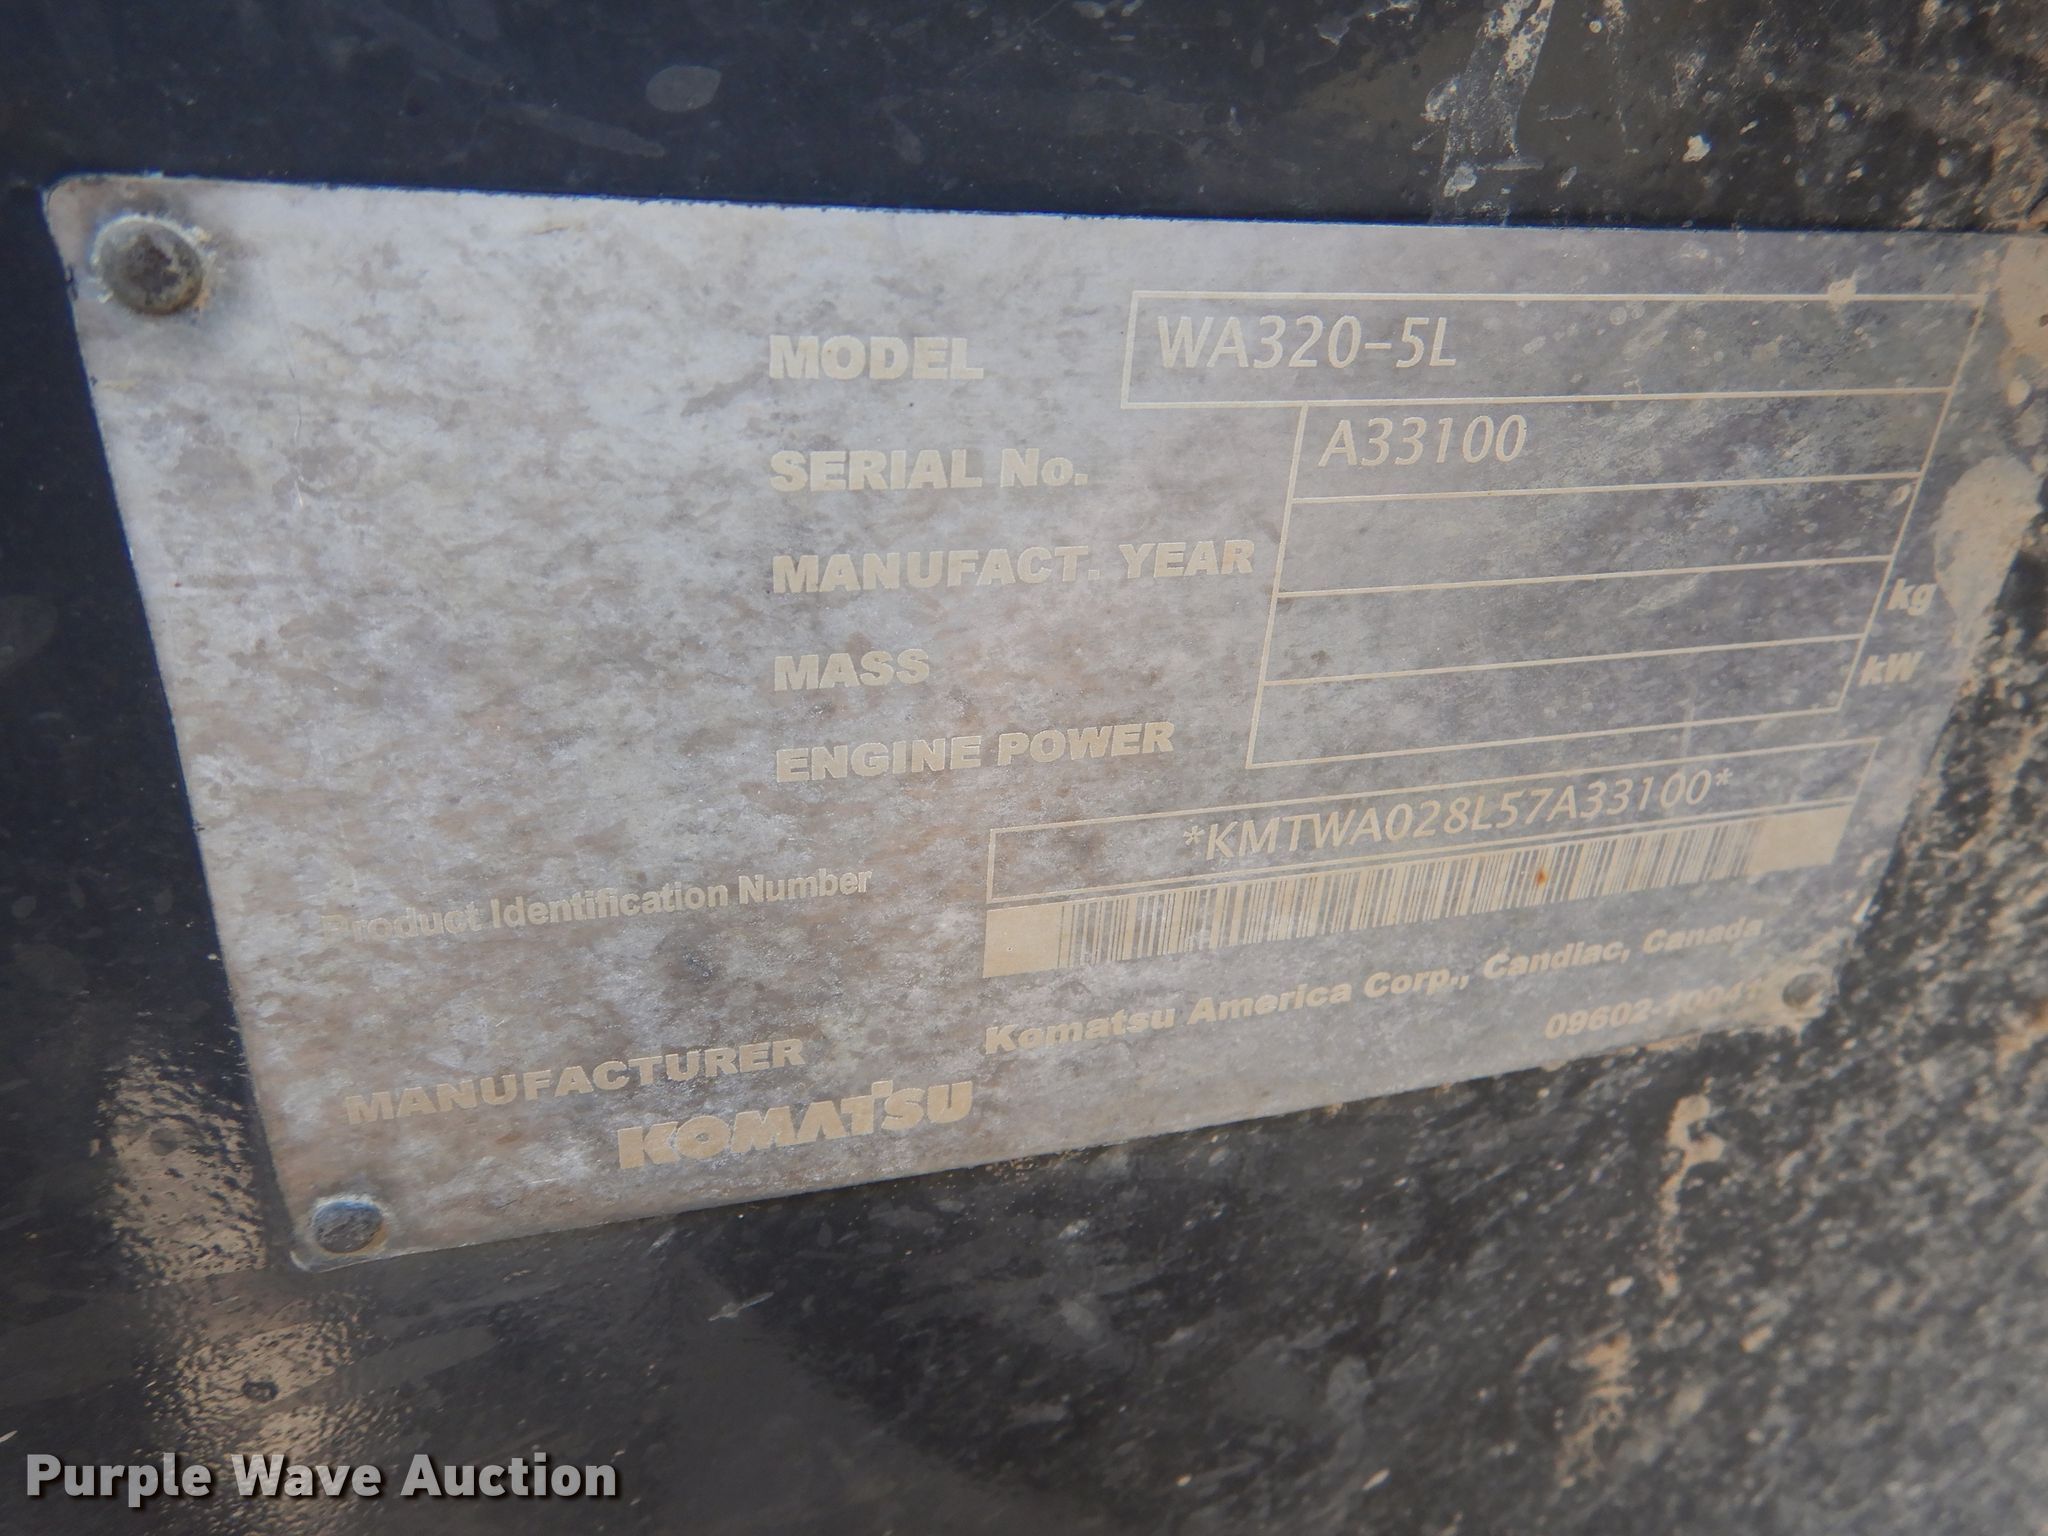 MODEL WA320-5L
SERIAL No. A33100
MANUFACT. YEAR
MASS kg
ENGINE POWER kW
Product Identification Number *KMTWA028L57A33100*
MANUFACTURER Komatsu America Corp., Candiac, Canada
KOMATSU
Purple Wave Auction